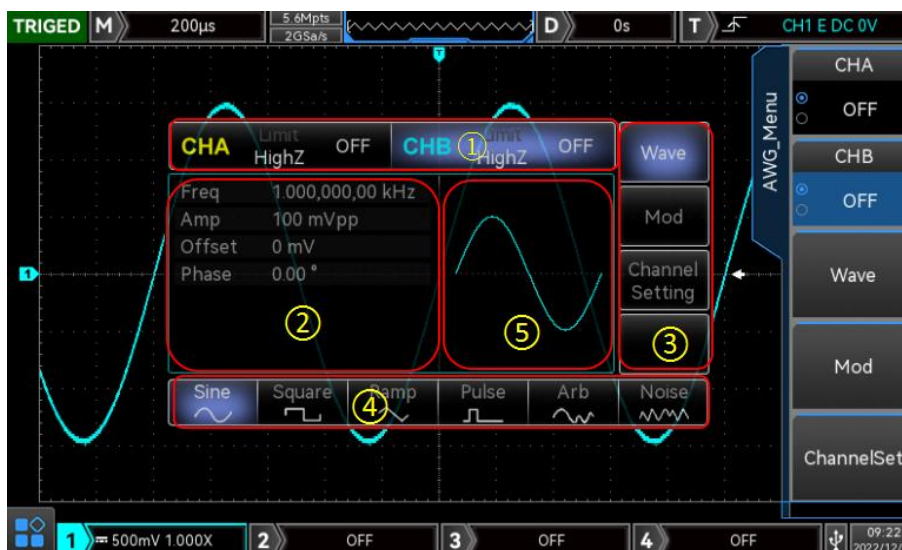 TRIGED M 200μs 5.6Mpts D 0s T CH1 E DC 0V
2GSa/s
T
CHA
OFF
AWG_Menu
CHB
OFF
Wave
Mod
ChannelSet
CHA Limit OFF CHB Limit OFF
HighZ HighZ
①
Wave
Mod
Channel
Setting
③
Freq 1.000,000,00 kHz
Amp 100 mVpp
Offset 0 mV
Phase 0.00 °
②
⑤
1
Sine Square Ramp Pulse Arb Noise
④
1 500mV 1.000X 2 OFF 3 OFF 4 OFF 09:22